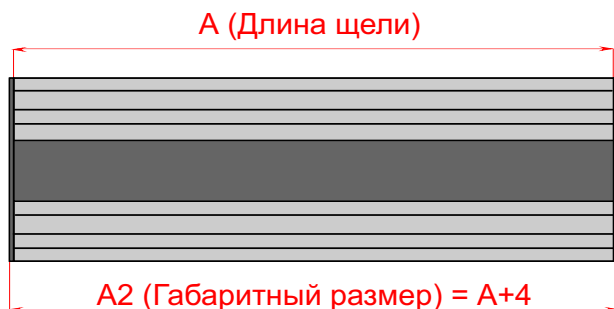 А (Длина щели)
А2 (Габаритный размер) = А+4